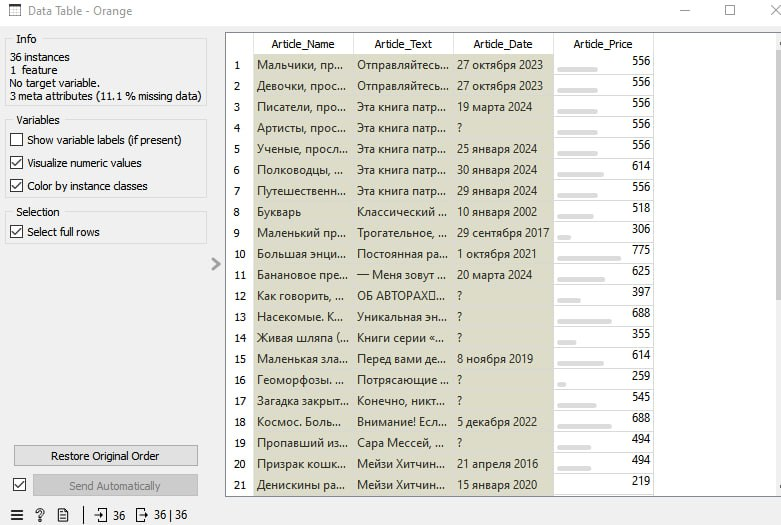 Data Table - Orange
Info
36 instances
1 feature
No target variable.
3 meta attributes (11.1 % missing data)
Variables
Show variable labels (if present)
Visualize numeric values
Color by instance classes
Selection
Select full rows
Restore Original Order
Send Automatically
36
36 | 36
Article_Name Article_Text Article_Date Article_Price
1 Мальчики, пр... Отправляйтесь... 27 октября 2023 556
2 Девочки, прос... Отправляйтесь... 27 октября 2023 556
3 Писатели, про... Эта книга патр... 19 марта 2024 556
4 Артисты, прос... Эта книга патр... ? 556
5 Ученые, просл... Эта книга патр... 25 января 2024 556
6 Полководцы, ... Эта книга патр... 30 января 2024 614
7 Путешественн... Эта книга патр... 29 января 2024 556
8 Букварь Классический ... 10 января 2002 518
9 Маленький пр... Трогательное, ... 29 сентября 2017 306
10 Большая энци... Постоянная ра... 1 октября 2021 775
11 Банановое пре... — Меня зовут ... 20 марта 2024 625
12 Как говорить, ... ОБ АВТОРАХ... ? 397
13 Насекомые. К... Уникальная эн... ? 688
14 Живая шляпа (... Книги серии «... ? 355
15 Маленькая зла... Перед вами де... 8 ноября 2019 614
16 Геоморфозы. ... Потрясающие ... ? 259
17 Загадка закрыт... Конечно, никт... ? 545
18 Космос. Боль... Внимание! Есл... 5 декабря 2022 688
19 Пропавший из... Сара Мессей, ... ? 494
20 Призрак кошк... Мейзи Хитчин... 21 апреля 2016 494
21 Денискины ра... Мейзи Хитчин... 15 января 2020 219